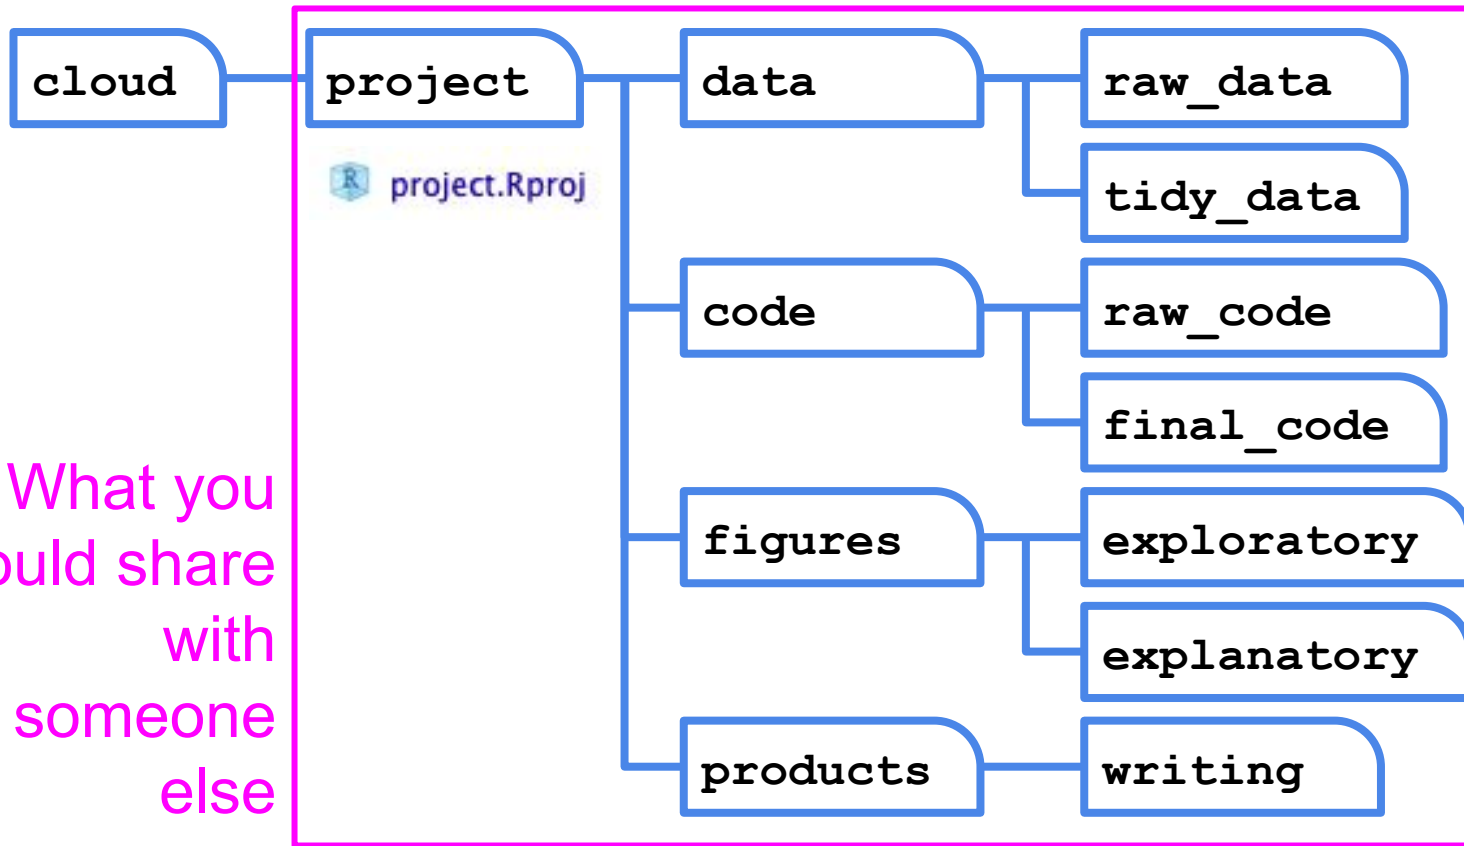 cloud
project
data
raw_data
project.Rproj
tidy_data
code
raw_code
final_code
What you
share
with
someone
else
figures
exploratory
explanatory
products
writing